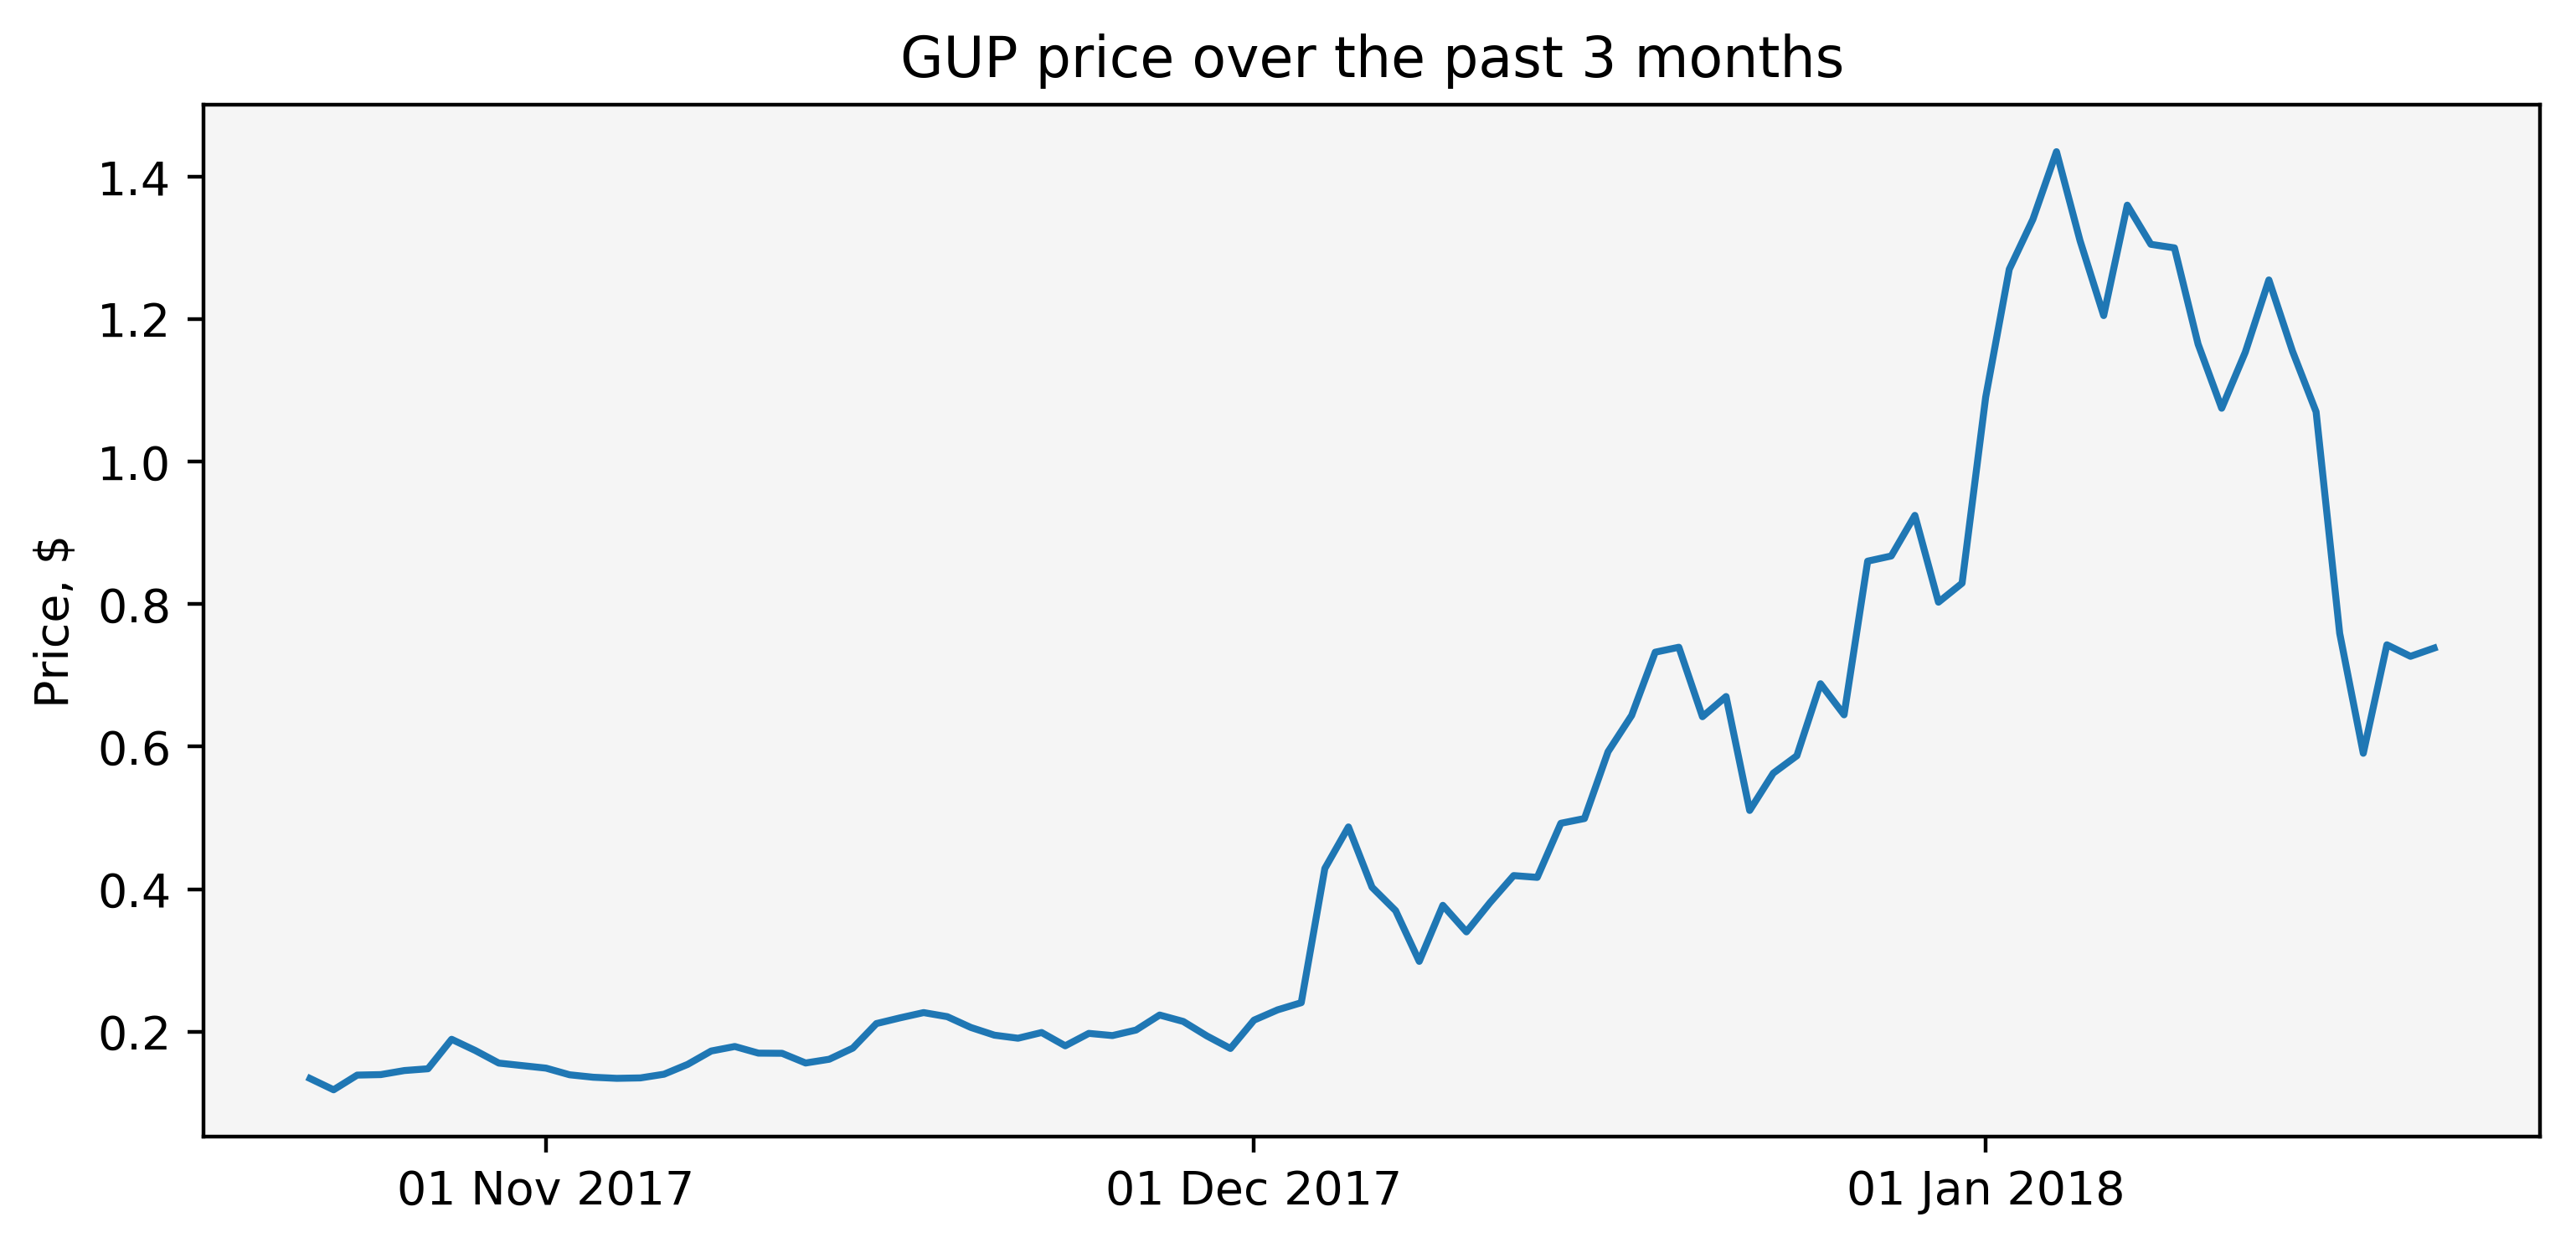 GUP price over the past 3 months
Price, $
1.4
1.2
1.0
0.8
0.6
0.4
0.2
01 Nov 2017
01 Dec 2017
01 Jan 2018